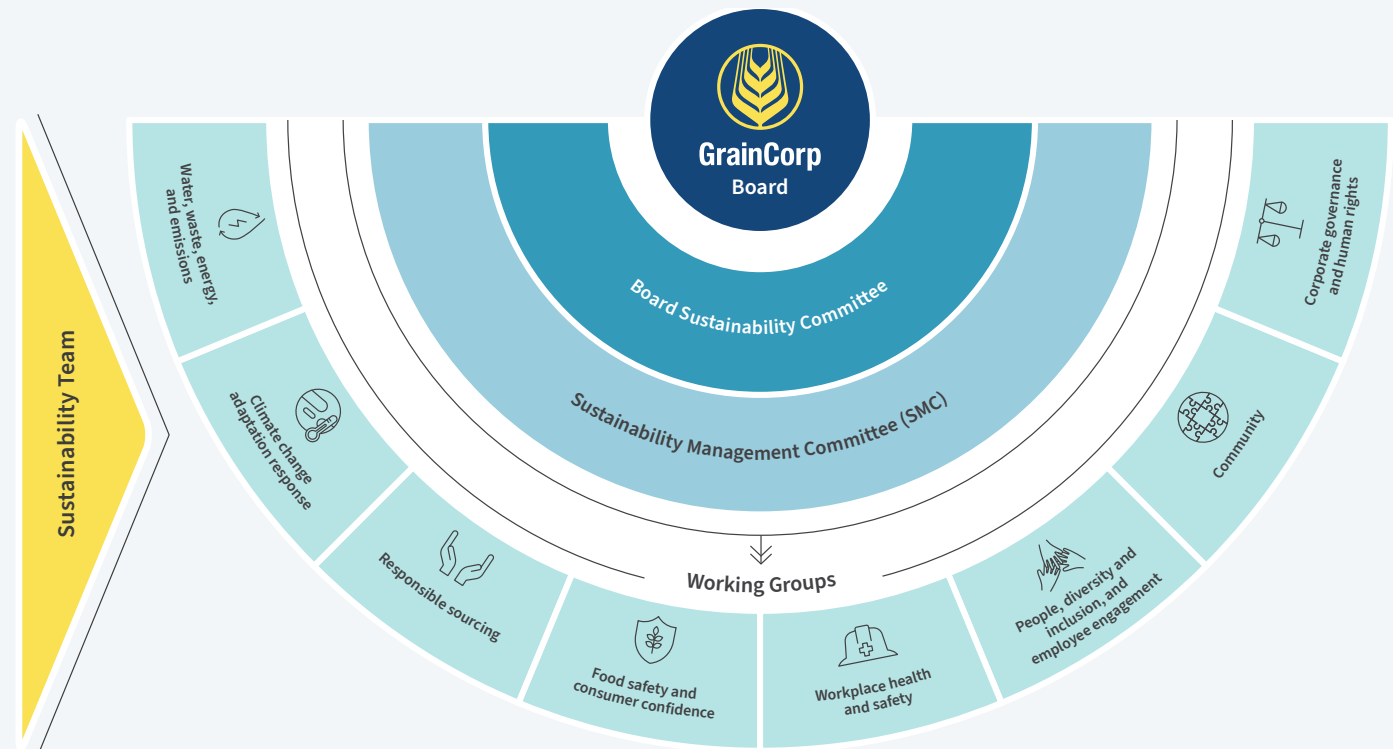 GrainCorp
Board
Board Sustainability Committee
Sustainability Management Committee (SMC)
Working Groups
Sustainability Team
Water, waste, energy,
and emissions
Climate change
adaptation response
Responsible sourcing
Food safety and
consumer confidence
Workplace health
and safety
People, diversity and
inclusion, and
employee engagement
Community
Corporate governance
and human rights